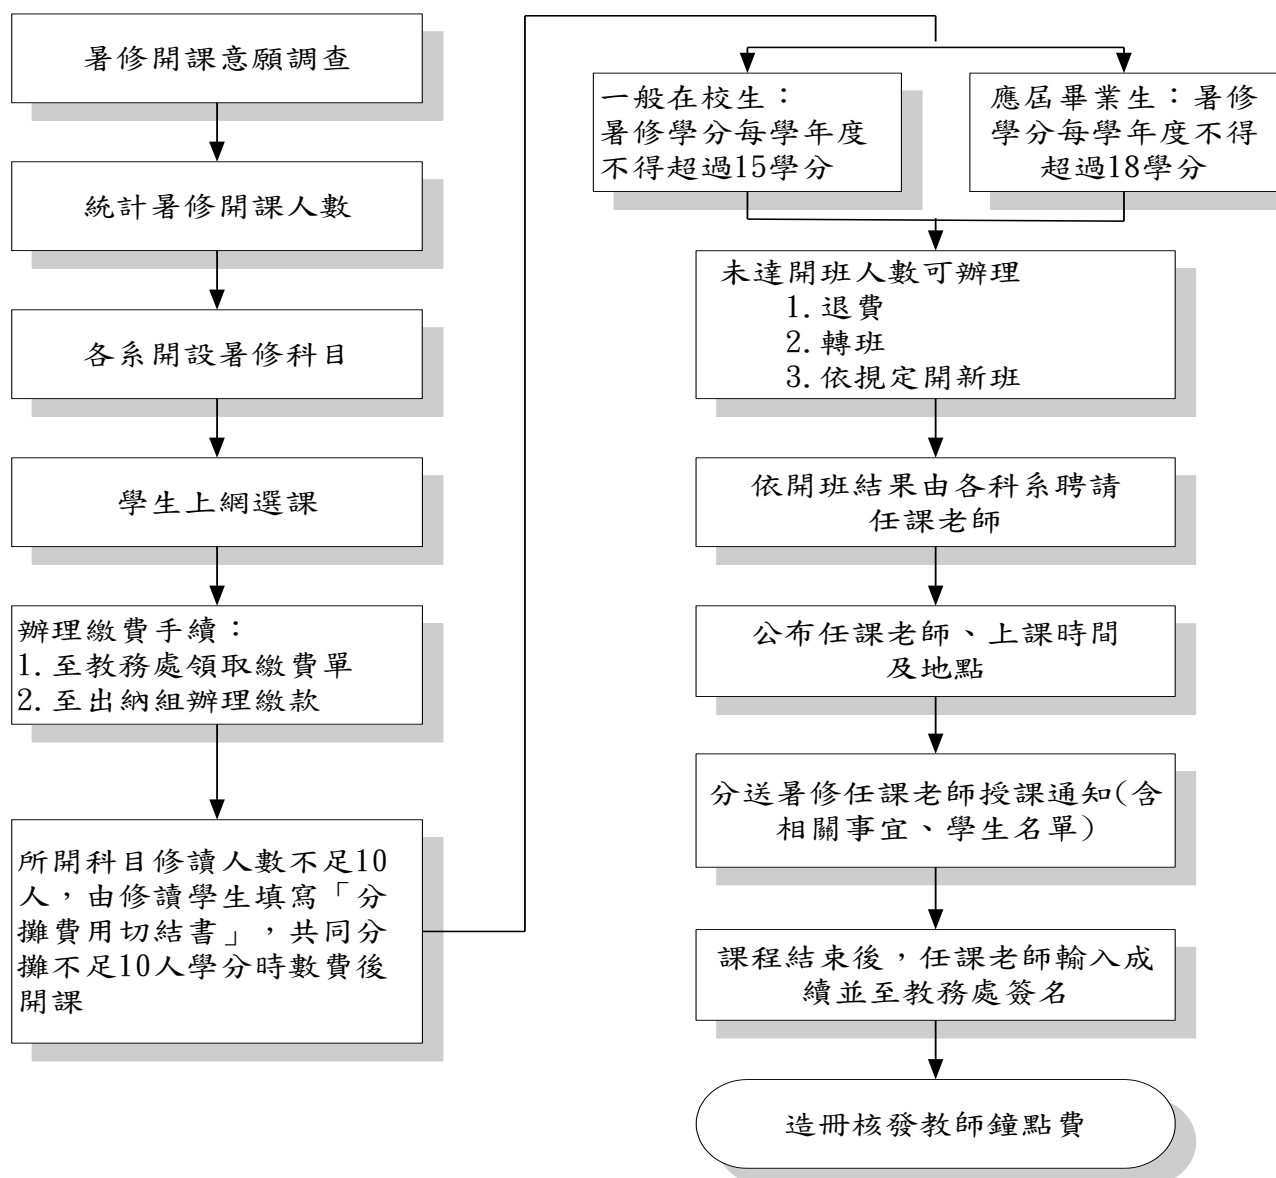 暑修開課意願調查
統計暑修開課人數
各系開設暑修科目
學生上網選課
辦理繳費手續：
1.至教務處領取繳費單
2.至出納組辦理繳款
所開科目修讀人數不足10
人，由修讀學生填寫「分
攤費用切結書」，共同分
攤不足10人學分時數費後
開課
一般在校生：
暑修學分每學年度
不得超過15學分
應屆畢業生：暑修
學分每學年度不得
超過18學分
未達開班人數可辦理
1.退費
2.轉班
3.依規定開新班
依開班結果由各科系聘請
任課老師
公布任課老師、上課時間
及地點
分送暑修任課老師授課通知(含
相關事宜、學生名單)
課程結束後，任課老師輸入成
績並至教務處簽名
造冊核發教師鐘點費